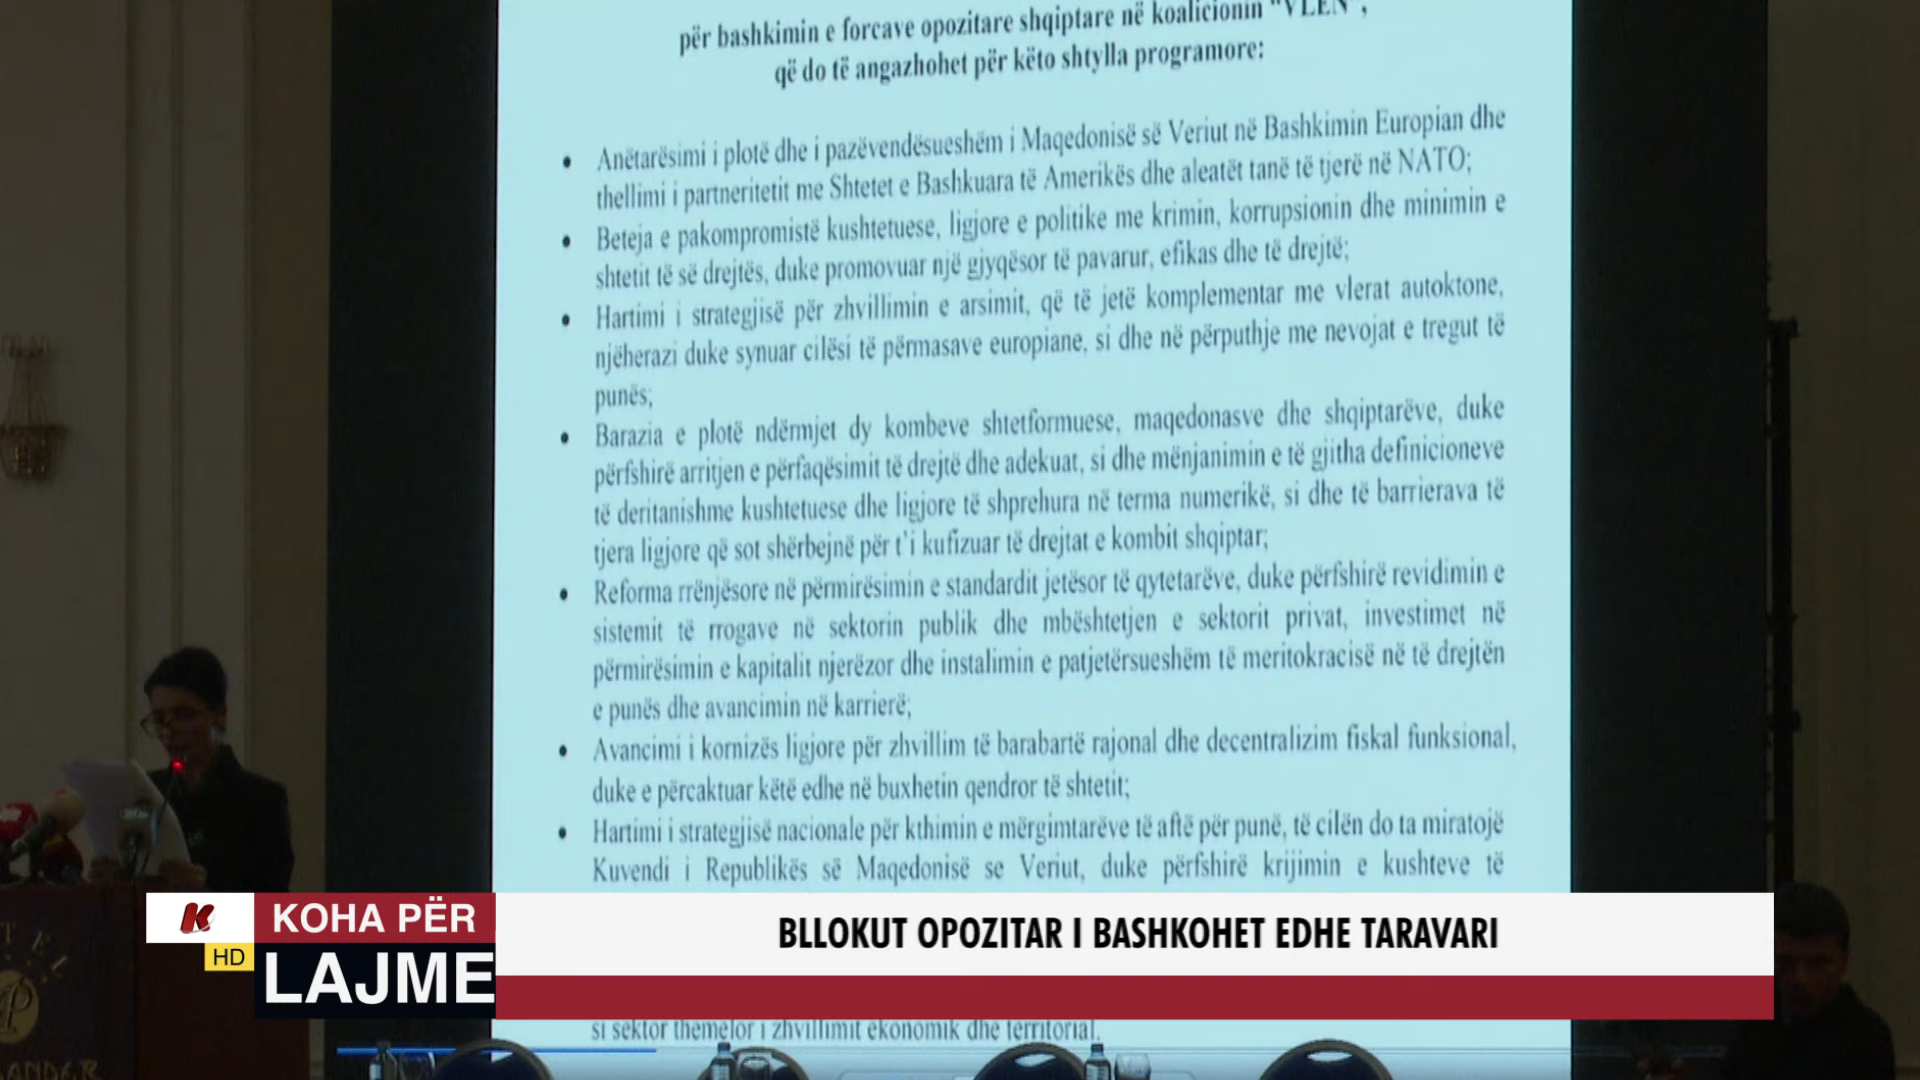 për bashkimin e forcave opozitare shqiptare në koalicionin "VLEN",
që do të angazhohet për këto shtylla programore:
• Anëtarësimi i plotë dhe i pazëvendësueshëm i Maqedonisë së Veriut në Bashkimin Europian dhe
thellimi i partneritetit me Shtetet e Bashkuara të Amerikës dhe aleatët tanë të tjerë në NATO;
• Beteja e pakompromistë kushtetuese, ligjore e politike me krimin, korrupsionin dhe minimin e
shtetit të së drejtës, duke promovuar një gjyqësor të pavarur, efikas dhe të drejtë;
• Hartimi i strategjisë për zhvillimin e arsimit, që të jetë komplementar me vlerat autoktone,
njëherazi duke synuar cilësi të përmasave europiane, si dhe në përputhje me nevojat e tregut të
punës;
• Barazia e plotë ndërmjet dy kombeve shtetformuese, maqedonasve dhe shqiptarëve, duke
përfshirë arritjen e përfaqësimit të drejtë dhe adekuat, si dhe mënjanimin e të gjitha definicioneve
të deritanishme kushtetuese dhe ligjore të shprehura në terma numerikë, si dhe të barrierava të
tjera ligjore që sot shërbejnë për t'i kufizuar të drejtat e kombit shqiptar;
• Reforma rrënjësore në përmirësimin e standardit jetësor të qytetarëve, duke përfshirë revidimin e
sistemit të rrogave në sektorin publik dhe mbështetjen e sektorit privat, investimet në
përmirësimin e kapitalit njerëzor dhe instalimin e patjetërsueshëm të meritokracisë në të drejtën
e punës dhe avancimin në karrierë;
• Avancimi i kornizës ligjore për zhvillim të barabartë rajonal dhe decentralizim fiskal funksional,
duke e përcaktuar këtë edhe në buxhetin qendror të shtetit;
• Hartimi i strategjisë nacionale për kthimin e mërgimtarëve të aftë për punë, të cilën do ta miratojë
Kuvendi i Republikës së Maqedonisë se Veriut, duke përfshirë krijimin e kushteve të
K KOHA PËR
HD
LAJME
BLLOKUT OPOZITAR I BASHKOHET EDHE TARAVARI
si sektor themelor i zhvillimit ekonomik dhe territorial.